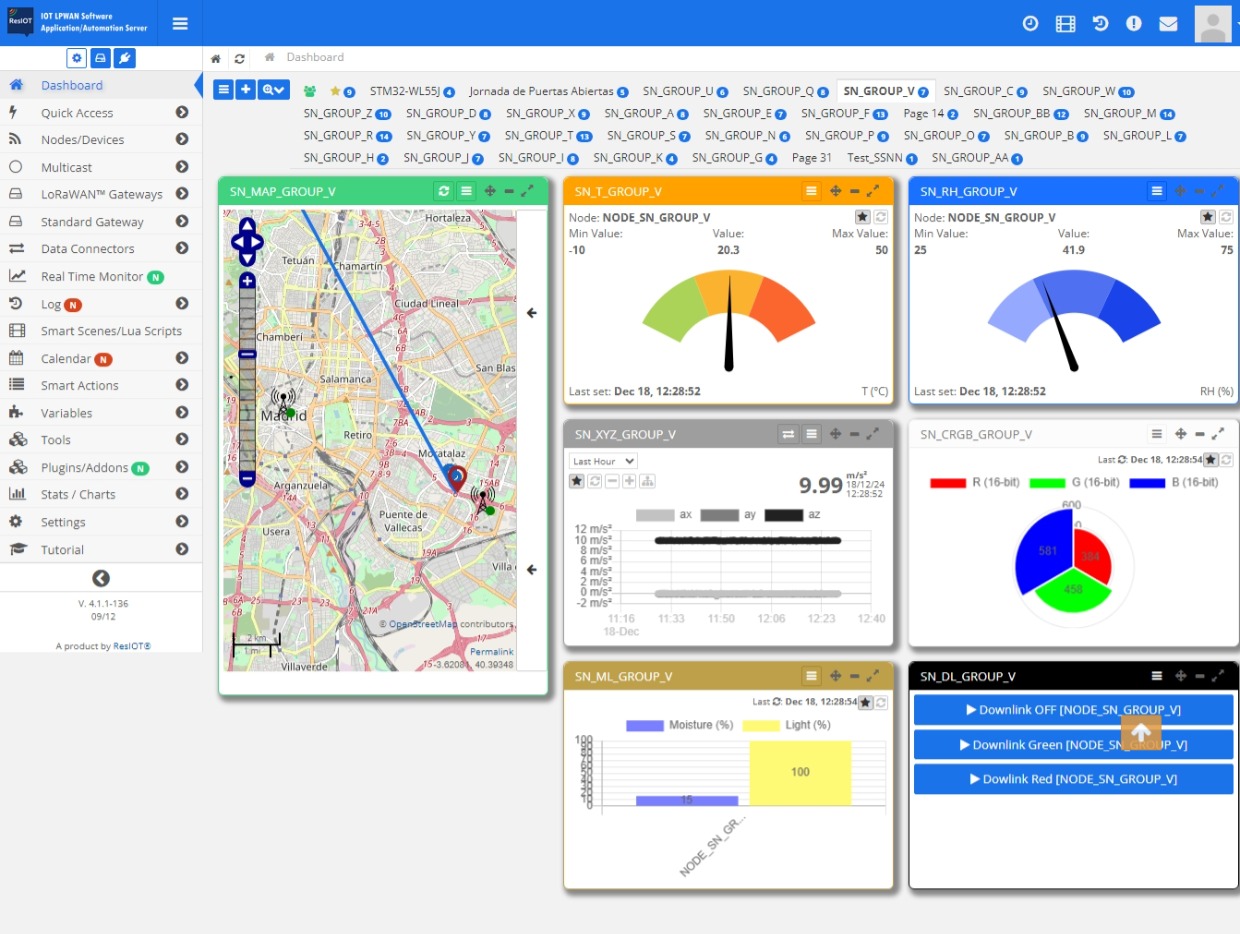 ResIOT
IOT LPWAN Software
Application/Automation Server
Dashboard
Quick Access
Nodes/Devices
Multicast
LoRaWAN™ Gateways
Standard Gateway
Data Connectors
Real Time Monitor N
Log N
Smart Scenes/Lua Scripts
Calendar N
Smart Actions
Variables
Tools
Plugins/Addons N
Stats / Charts
Settings
Tutorial
V. 4.1.1-136
09/12
A product by ResIOT®
Dashboard
9 STM32-WL55J 4 Jornada de Puertas Abiertas 5 SN_GROUP_U 6 SN_GROUP_Q 8 SN_GROUP_V 7 SN_GROUP_C 9 SN_GROUP_W 10
SN_GROUP_Z 10 SN_GROUP_D 8 SN_GROUP_X 9 SN_GROUP_A 8 SN_GROUP_E 7 SN_GROUP_F 13 Page 14 2 SN_GROUP_BB 12 SN_GROUP_M 14
SN_GROUP_R 14 SN_GROUP_Y 7 SN_GROUP_T 13 SN_GROUP_S 7 SN_GROUP_N 6 SN_GROUP_P 9 SN_GROUP_O 7 SN_GROUP_B 9 SN_GROUP_L 7
SN_GROUP_H 2 SN_GROUP_J 7 SN_GROUP_I 8 SN_GROUP_K 4 SN_GROUP_G 4 Page 31 Test_SSNN 1 SN_GROUP_AA 1
SN_MAP_GROUP_V
Hortaleza
Tetuán
Chamartín
Ciudad Lineal
Chamberi
San Blas
Salamanca
Madrid
Retiro
Moratalaz
Arganzuela
Puente de
Vallecas
Usera
Villa
© OpenStreetMap contributors
2 km
1 mi
Permalink
Villaverde
-3.62081, 40.39348
SN_T_GROUP_V
Node: NODE_SN_GROUP_V
Min Value: Value: Max Value:
-10 20.3 50
Last set: Dec 18, 12:28:52 T (°C)
SN_RH_GROUP_V
Node: NODE_SN_GROUP_V
Min Value: Value: Max Value:
25 41.9 75
Last set: Dec 18, 12:28:52 RH (%)
SN_XYZ_GROUP_V
Last Hour
9.99 m/s² 18/12/24 12:28:52
ax ay az
12 m/s²
10 m/s²
8 m/s²
6 m/s²
4 m/s²
2 m/s²
0 m/s²
-2 m/s²
11:16 11:33 11:50 12:06 12:23 12:40
18-Dec
SN_CRGB_GROUP_V
Last Dec 18, 12:28:54
R (16-bit) G (16-bit) B (16-bit)
600
581
384
458
SN_ML_GROUP_V
Last Dec 18, 12:28:54
Moisture (%) Light (%)
100
90
80
70
60
50
40
30
20
10
0
15
100
NODE_SN_GR...
SN_DL_GROUP_V
Downlink OFF [NODE_SN_GROUP_V]
Downlink Green [NODE_SN_GROUP_V]
Dowlink Red [NODE_SN_GROUP_V]